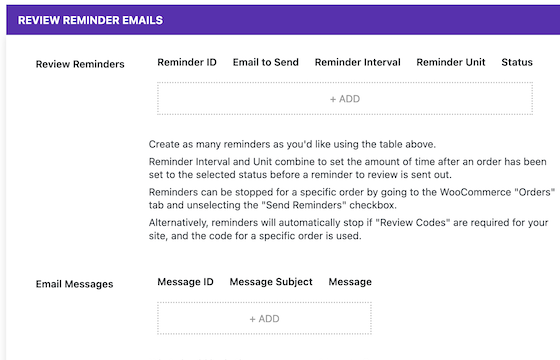 REVIEW REMINDER EMAILS
Review Reminders
Reminder ID Email to Send Reminder Interval Reminder Unit Status
+ ADD
Create as many reminders as you'd like using the table above.
Reminder Interval and Unit combine to set the amount of time after an order has been
set to the selected status before a reminder to review is sent out.
Reminders can be stopped for a specific order by going to the WooCommerce "Orders"
tab and unselecting the "Send Reminders" checkbox.
Alternatively, reminders will automatically stop if "Review Codes" are required for your
site, and the code for a specific order is used.
Email Messages
Message ID Message Subject Message
+ ADD